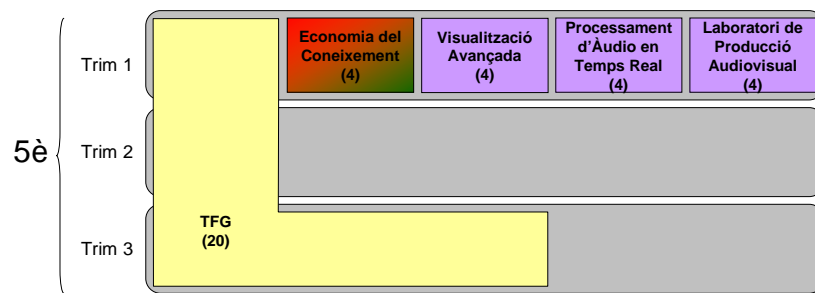 5è
Trim 1
Economia del
Coneixement
(4)
Visualització
Avançada
(4)
Processament
d'Àudio en
Temps Real
(4)
Laboratori de
Producció
Audiovisual
(4)
Trim 2
TFG
(20)
Trim 3